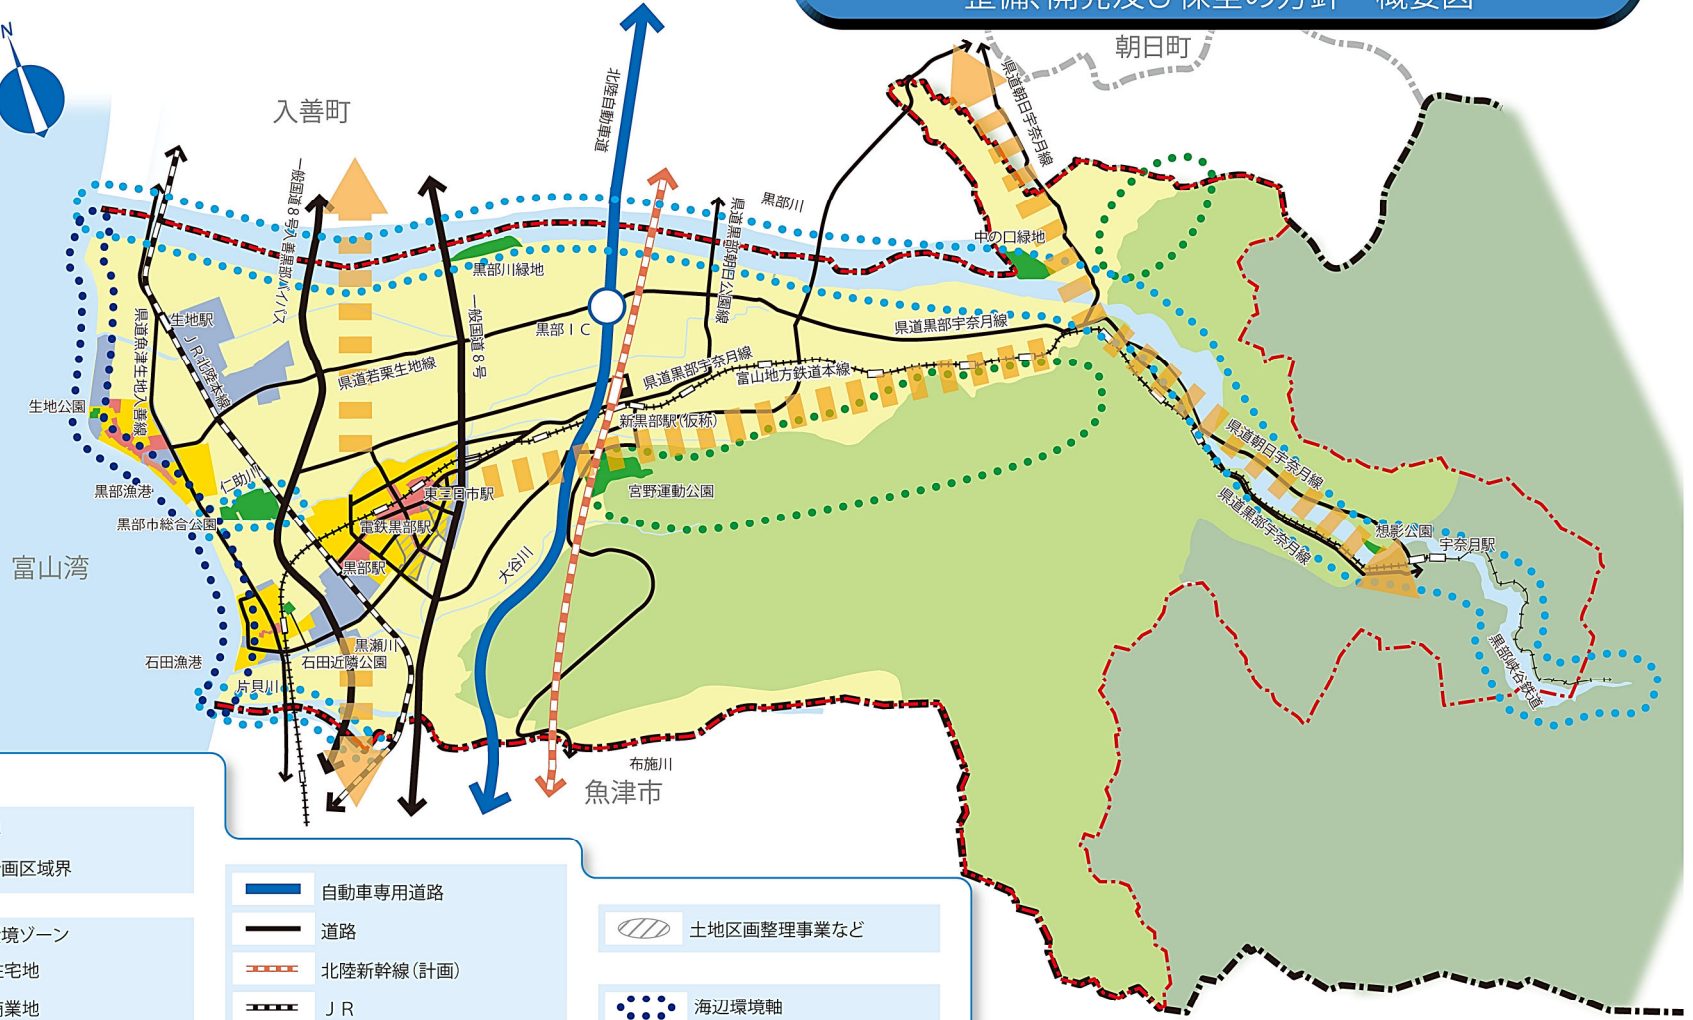 整備、開発及び保全の方針 概要図
N
朝日町
入善町
北陸自動車道
県道朝日宇奈月線
一般国道8号入善黒部バイパス
黒部川
県道黒部朝日公園線
中の口緑地
黒部川緑地
生地駅
県道魚津生地入善線
JR北陸本線
一般国道8号
黒部IC
県道黒部宇奈月線
県道若栗生地線
県道黒部宇奈月線
富山地方鉄道本線
生地公園
新黒部駅(仮称)
県道朝日宇奈月線
黒部漁港
仁助川
東三日市駅
宮野運動公園
県道黒部宇奈月線
黒部市総合公園
電鉄黒部駅
想影公園
宇奈月駅
富山湾
黒部駅
大谷川
黒瀬川
石田漁港
石田近隣公園
黒部峡谷鉄道
片貝川
布施川
魚津市
画区域界
境ゾーン
宅地
業地
自動車専用道路
道路
北陸新幹線(計画)
JR
土地区画整理事業など
海辺環境軸